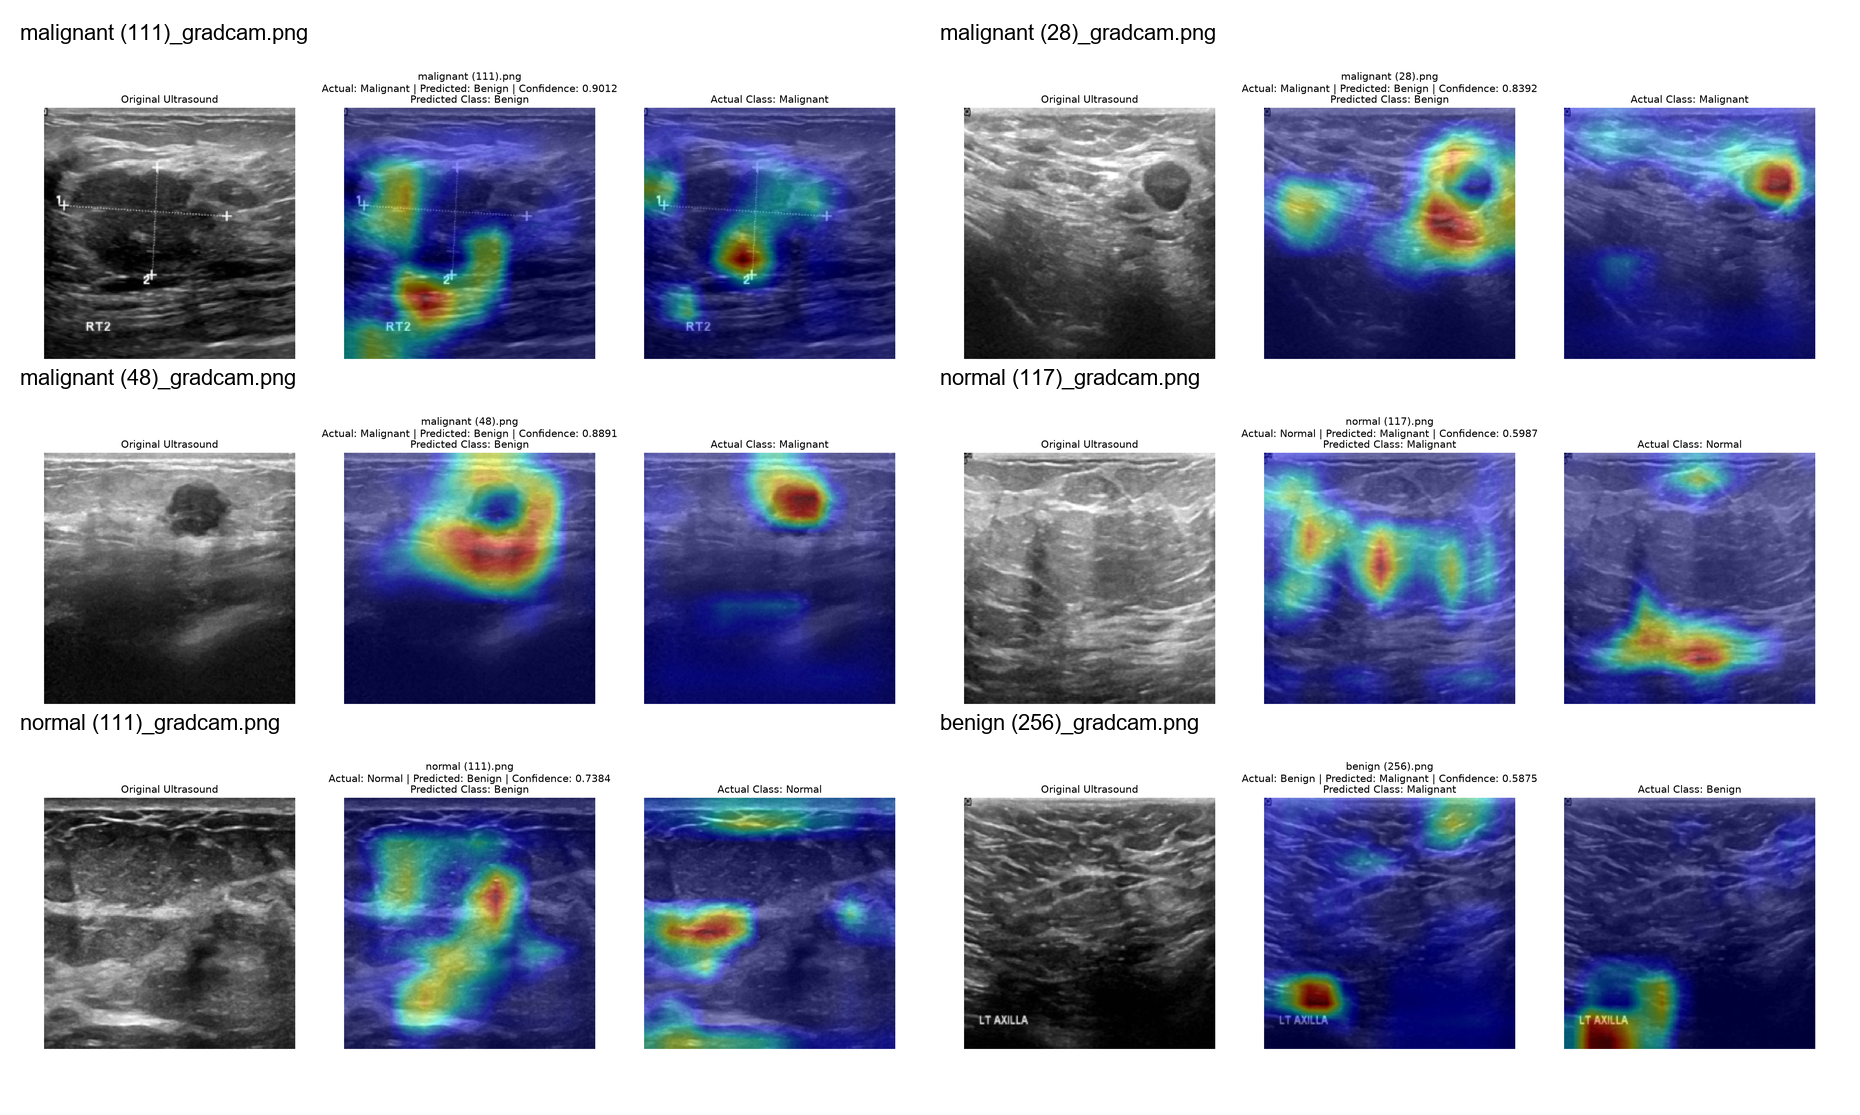 malignant (111)_gradcam.png
malignant (111).png
Actual: Malignant | Predicted: Benign | Confidence: 0.9012
Original Ultrasound
Predicted Class: Benign
Actual Class: Malignant
1
2
RT2
1
2
RT2
1
2
RT2
malignant (28)_gradcam.png
malignant (28).png
Actual: Malignant | Predicted: Benign | Confidence: 0.8392
Original Ultrasound
Predicted Class: Benign
Actual Class: Malignant
malignant (48)_gradcam.png
malignant (48).png
Actual: Malignant | Predicted: Benign | Confidence: 0.8891
Original Ultrasound
Predicted Class: Benign
Actual Class: Malignant
normal (117)_gradcam.png
normal (117).png
Actual: Normal | Predicted: Malignant | Confidence: 0.5987
Original Ultrasound
Predicted Class: Malignant
Actual Class: Normal
normal (111)_gradcam.png
normal (111).png
Actual: Normal | Predicted: Benign | Confidence: 0.7384
Original Ultrasound
Predicted Class: Benign
Actual Class: Normal
benign (256)_gradcam.png
benign (256).png
Actual: Benign | Predicted: Malignant | Confidence: 0.5875
Original Ultrasound
Predicted Class: Malignant
Actual Class: Benign
LT AXILLA
LT AXILLA
LT AXILLA